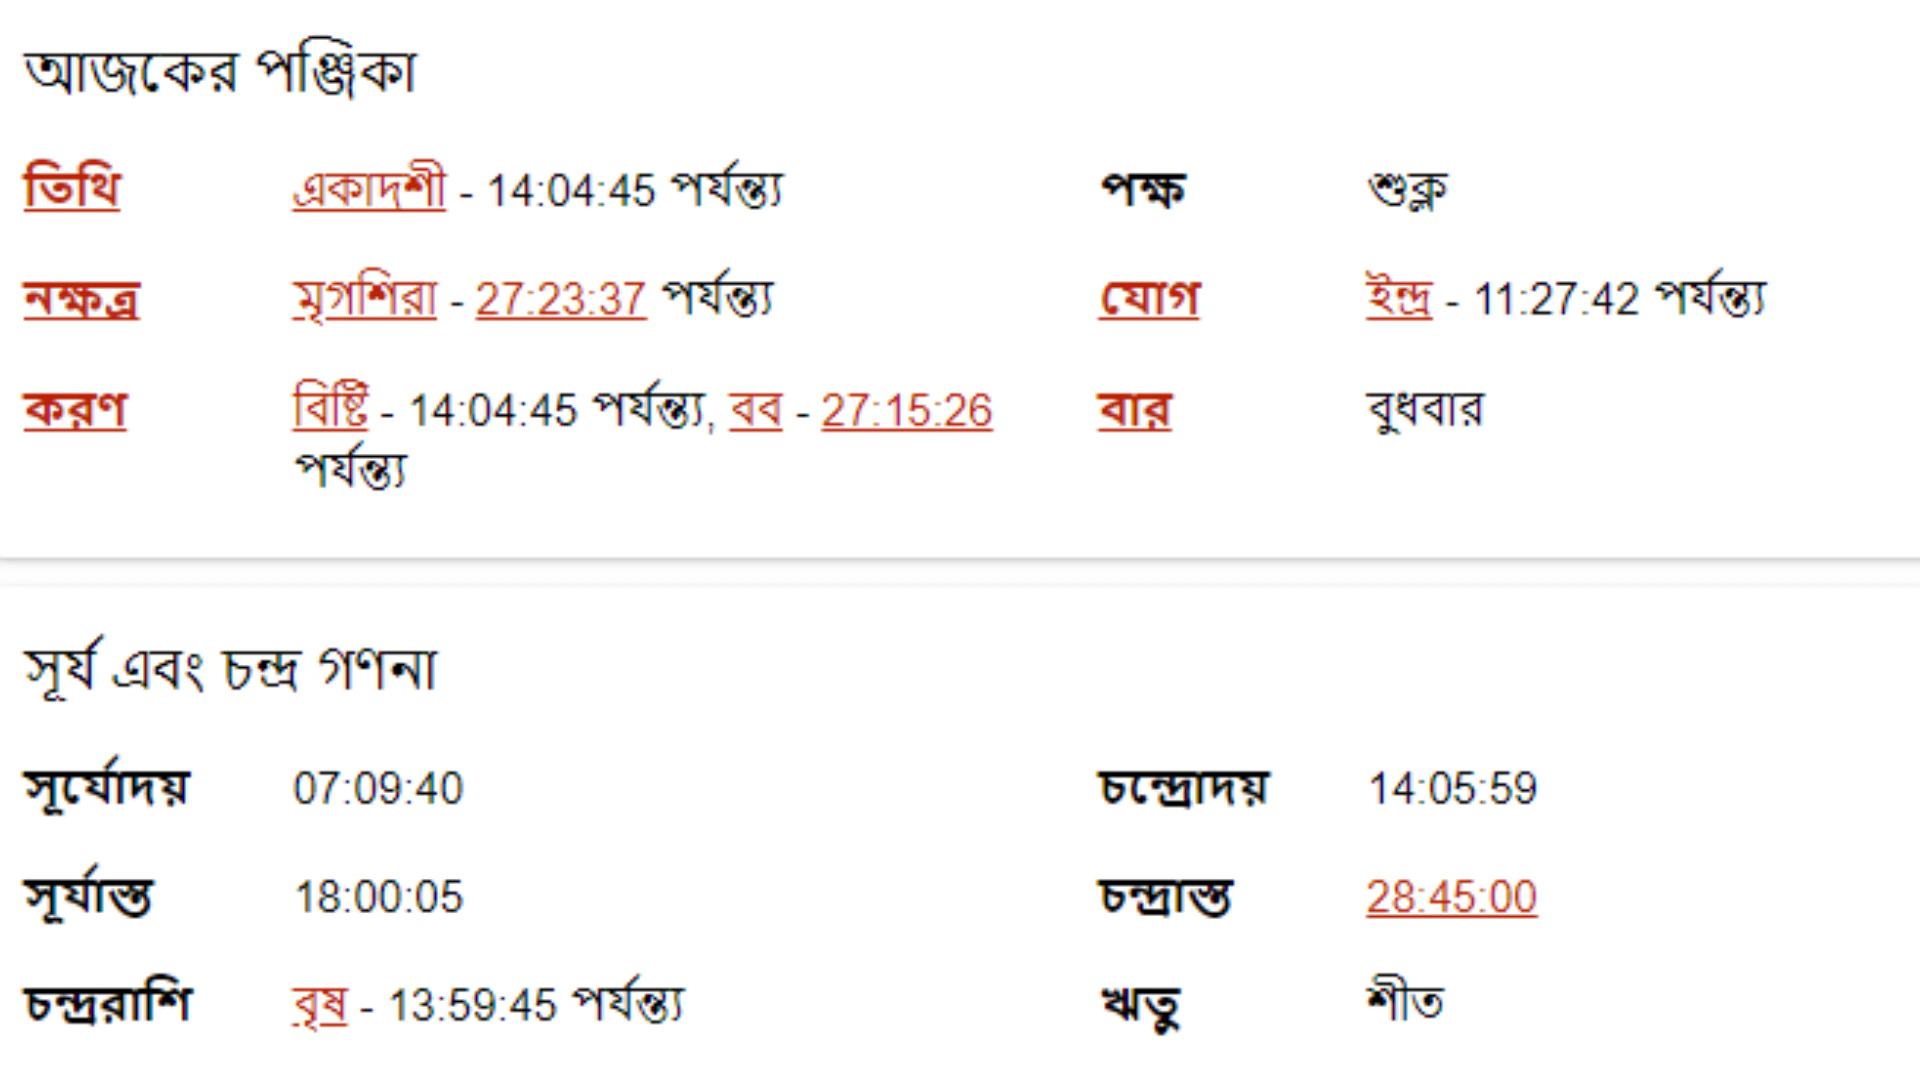 আজকের পঞ্জিকা
তিথি একাদশী - 14:04:45 পর্যন্ত্য পক্ষ শুক্ল
নক্ষত্র মৃগশিরা - 27:23:37 পর্যন্ত্য যোগ ইন্দ্র - 11:27:42 পর্যন্ত্য
করণ বিষ্টি - 14:04:45 পর্যন্ত্য, বব - 27:15:26 বার বুধবার
পর্যন্ত্য
সূর্য এবং চন্দ্র গণনা
সূর্যোদয় 07:09:40 চন্দ্রোদয় 14:05:59
সূর্যাস্ত 18:00:05 চন্দ্রাস্ত 28:45:00
চন্দ্ররাশি বৃষ - 13:59:45 পর্যন্ত্য ঋতু শীত